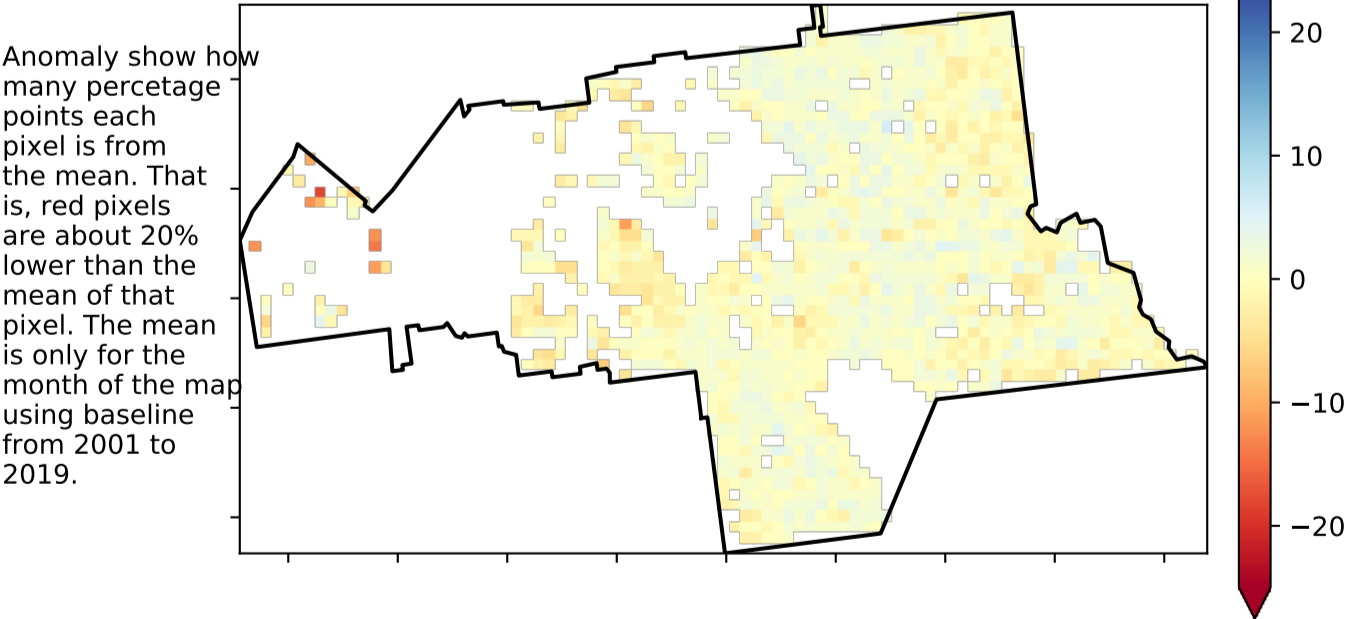 Anomaly show how
many percetage
points each
pixel is from
the mean. That
is, red pixels
are about 20%
lower than the
mean of that
pixel. The mean
is only for the
month of the map
using baseline
from 2001 to
2019.
20
10
0
−10
−20